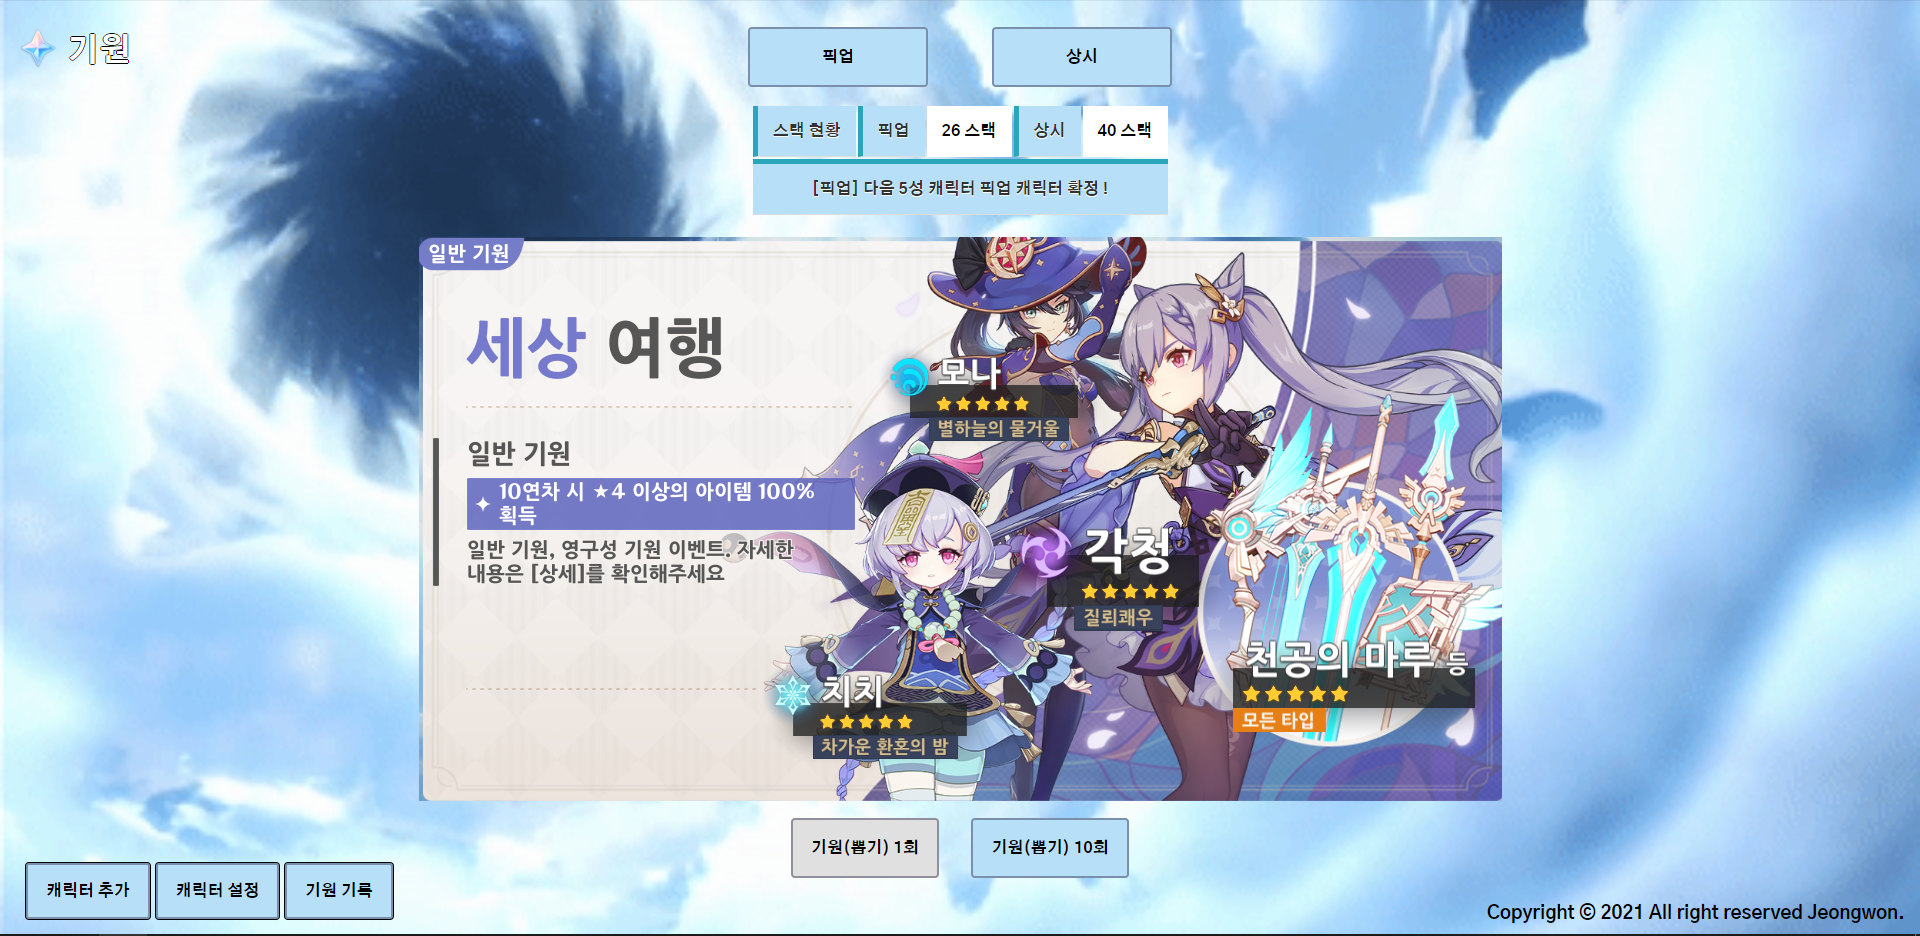 기원
픽업
상시
스택 현황 픽업 26 스택 상시 40 스택
[픽업] 다음 5성 캐릭터 픽업 캐릭터 확정 !
일반 기원
세상 여행
일반 기원
10연차 시 ★4 이상의 아이템 100%
획득
일반 기원, 영구성 기원 이벤트. 자세한
내용은 [상세]를 확인해주세요
모나
별하늘의 물거울
각청
질뢰쾌우
치치
차가운 환혼의 밤
천공의 마루 등
모든 타입
기원(뽑기) 1회
기원(뽑기) 10회
캐릭터 추가
캐릭터 설정
기원 기록
Copyright © 2021 All right reserved Jeongwon.